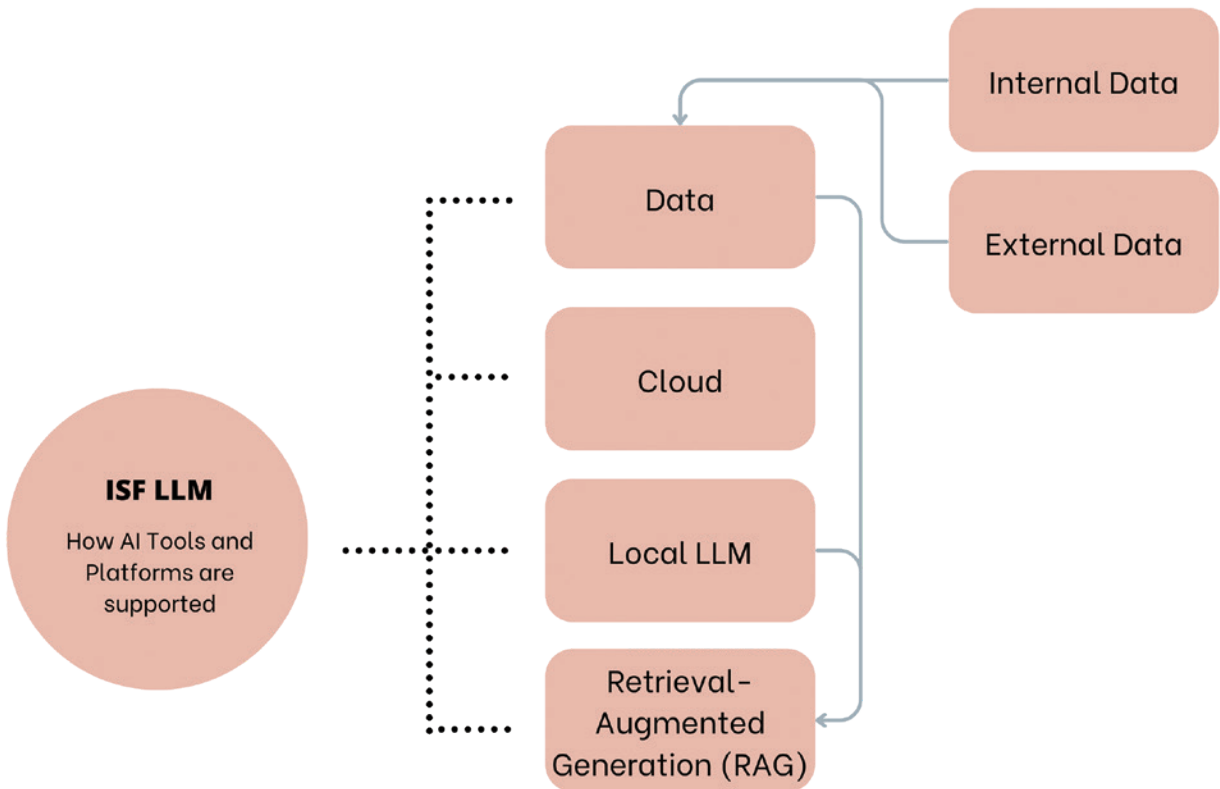 Internal Data
Data
External Data
Cloud
ISF LLM
How AI Tools and
Platforms are
supported
Local LLM
Retrieval-
Augmented
Generation (RAG)